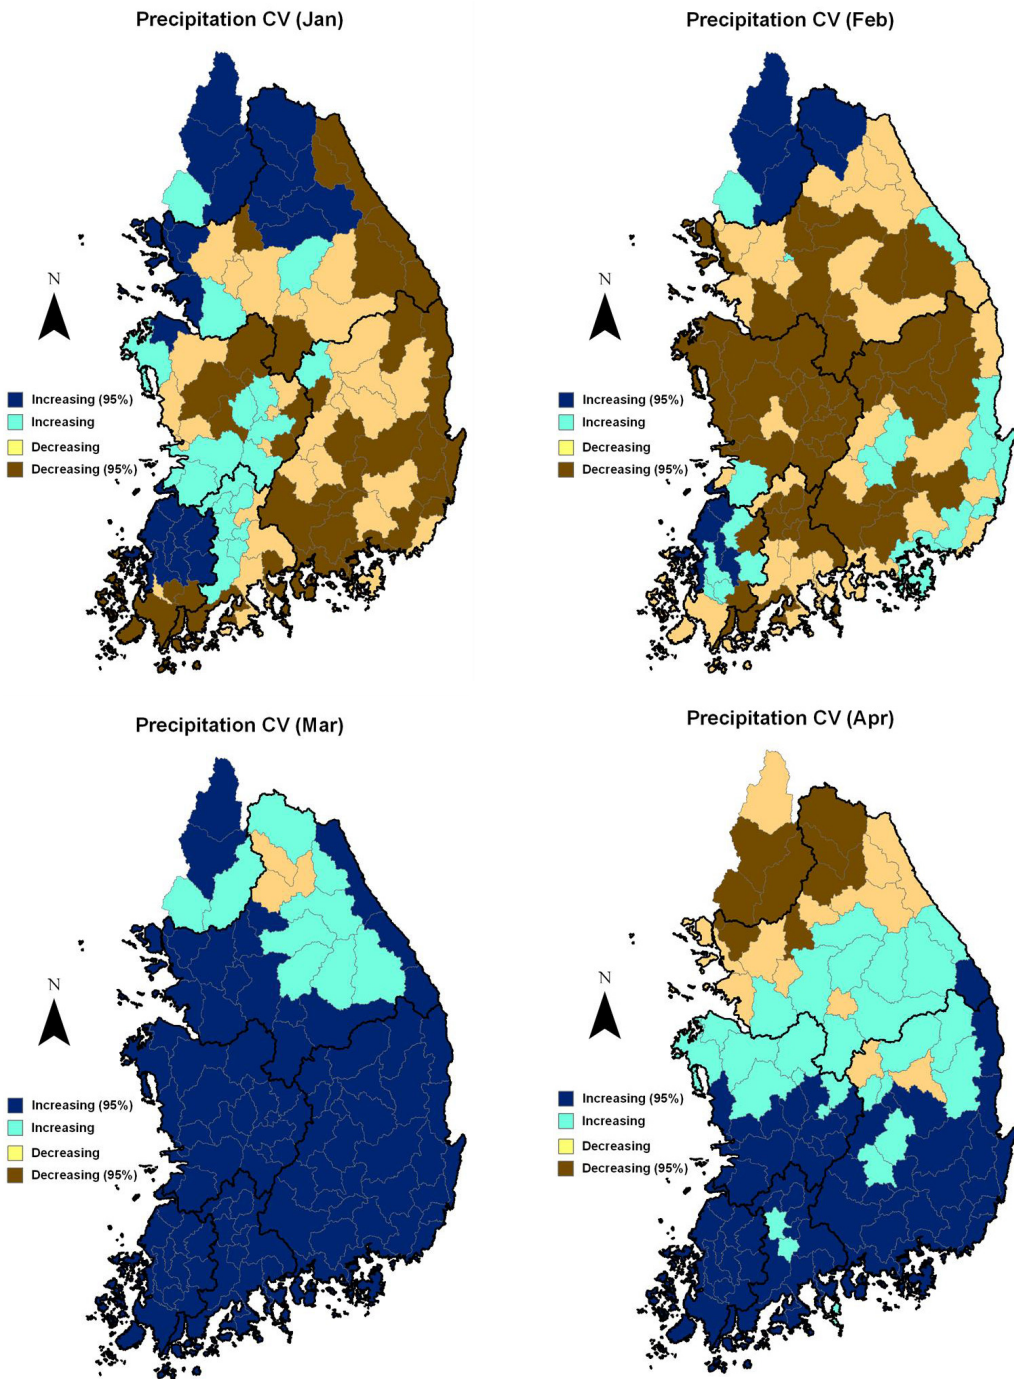 Precipitation CV (Jan)
N
Increasing (95%)
Increasing
Decreasing
Decreasing (95%)
Precipitation CV (Feb)
N
Increasing (95%)
Increasing
Decreasing
Decreasing (95%)
Precipitation CV (Mar)
N
Increasing (95%)
Increasing
Decreasing
Decreasing (95%)
Precipitation CV (Apr)
N
Increasing (95%)
Increasing
Decreasing
Decreasing (95%)